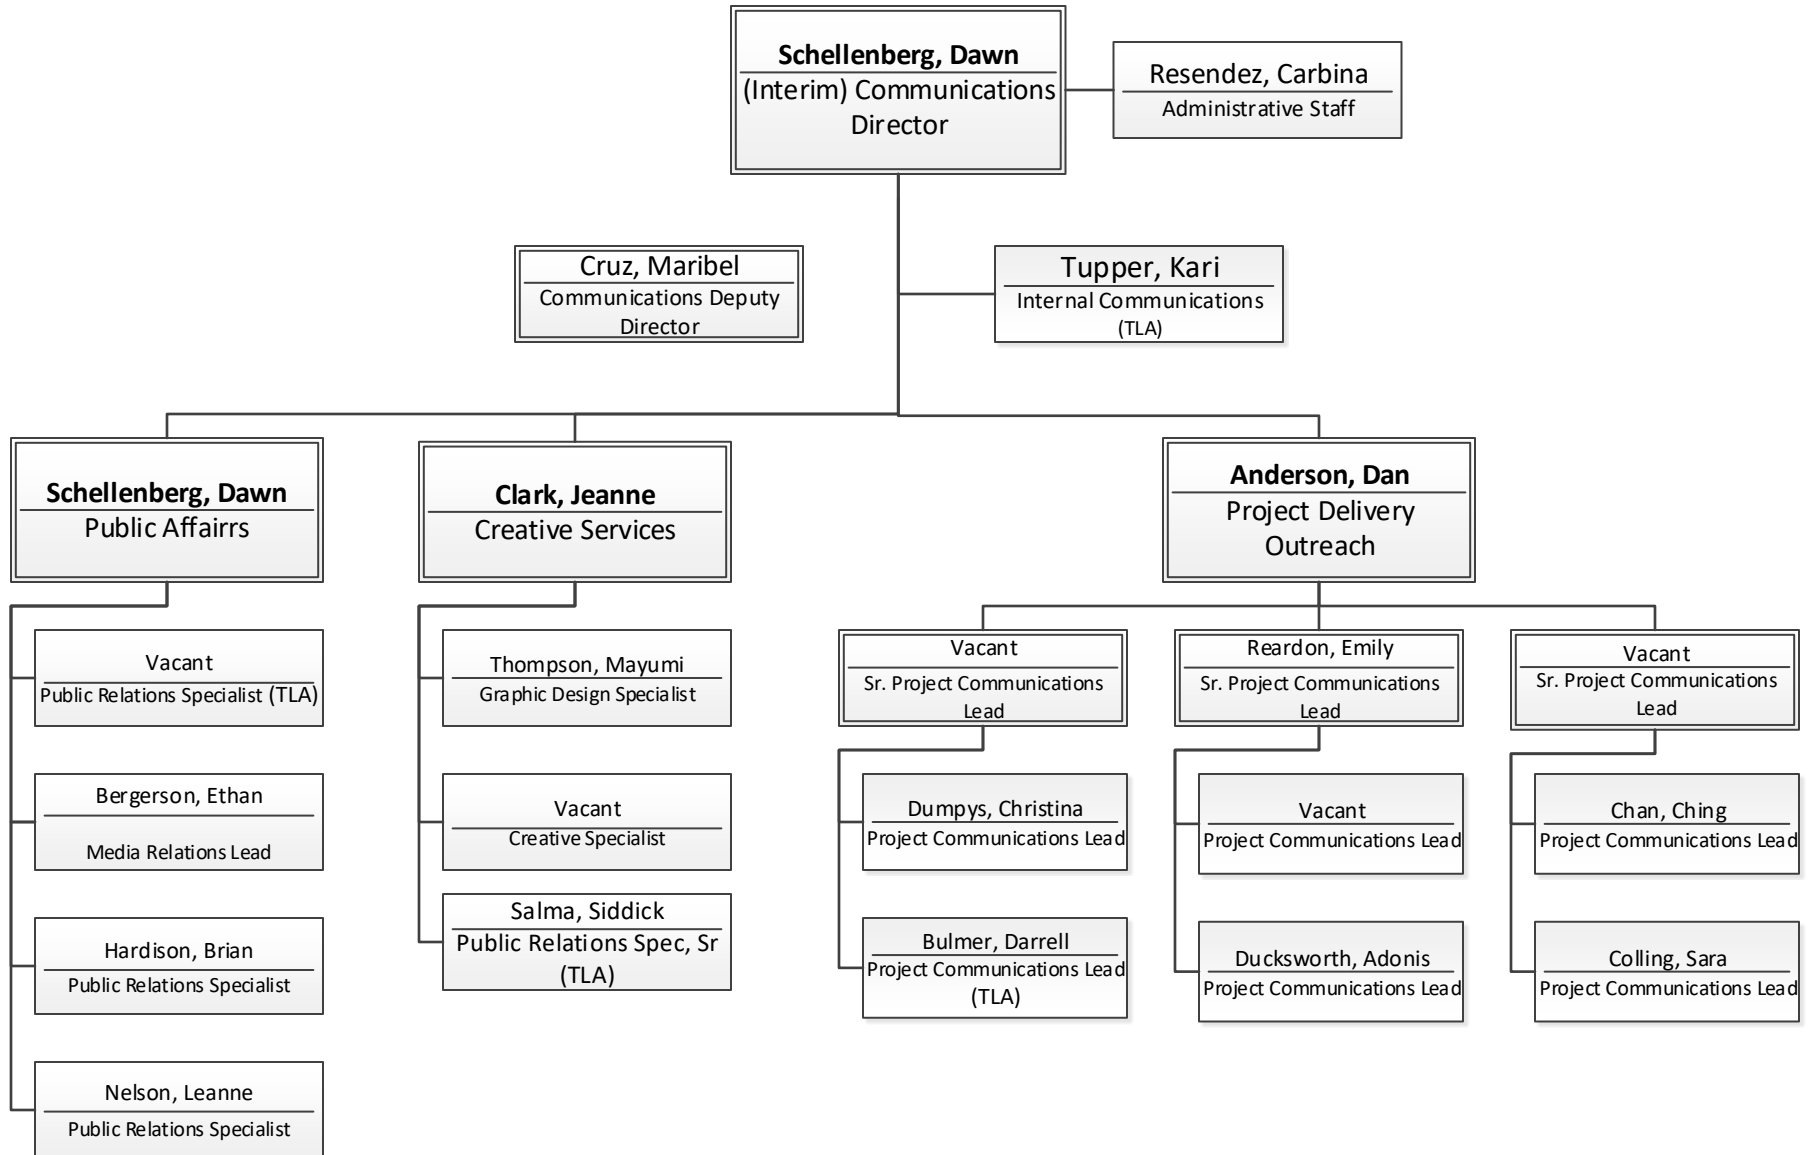 Schellenberg, Dawn
(Interim) Communications
Director
Resendez, Carbina
Administrative Staff
Cruz, Maribel
Communications Deputy
Director
Tupper, Kari
Internal Communications
(TLA)
Schellenberg, Dawn
Public Affairrs
Clark, Jeanne
Creative Services
Anderson, Dan
Project Delivery
Outreach
Vacant
Public Relations Specialist (TLA)
Bergerson, Ethan
Media Relations Lead
Hardison, Brian
Public Relations Specialist
Nelson, Leanne
Public Relations Specialist
Thompson, Mayumi
Graphic Design Specialist
Vacant
Creative Specialist
Salma, Siddick
Public Relations Spec, Sr
(TLA)
Vacant
Sr. Project Communications
Lead
Dumpys, Christina
Project Communications Lead
Bulmer, Darrell
Project Communications Lead
(TLA)
Reardon, Emily
Sr. Project Communications
Lead
Vacant
Project Communications Lead
Ducksworth, Adonis
Project Communications Lead
Vacant
Sr. Project Communications
Lead
Chan, Ching
Project Communications Lead
Colling, Sara
Project Communications Lead